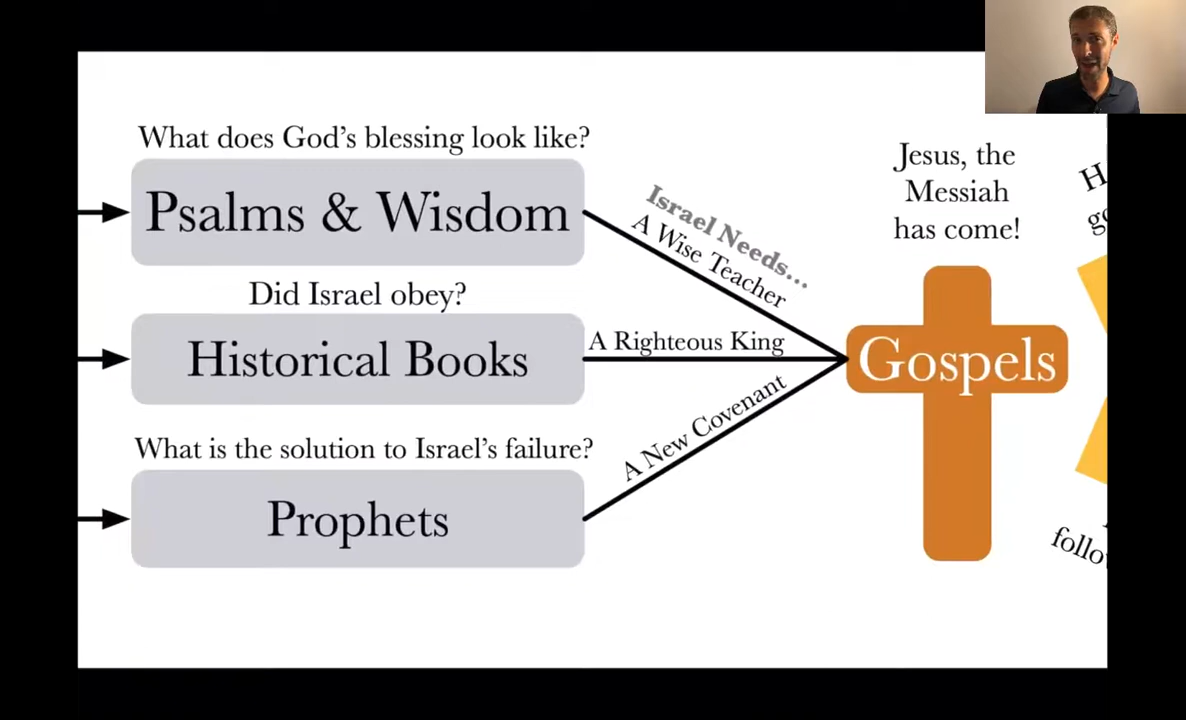 What does God's blessing look like?
Psalms & Wisdom
Did Israel obey?
Historical Books
What is the solution to Israel's failure?
Prophets
Israel Needs...
A Wise Teacher
A Righteous King
A New Covenant
Jesus, the
Messiah
has come!
Gospels